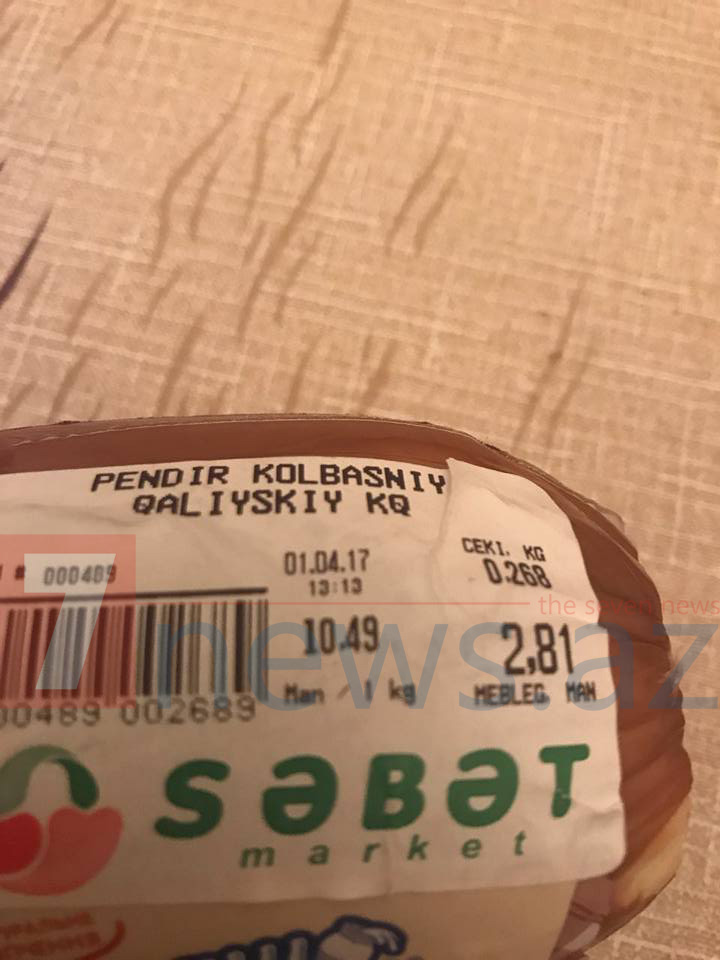 PENDIR KOLBASNIY
QALIYSKIY KQ
# 000489
01.04.17
13:13
CEKI. KG
0.268
10.49
Man / 1 kg
2,81
MEBLEG MAN
00489 002689
7news.az
the seven news
SƏBƏT
market